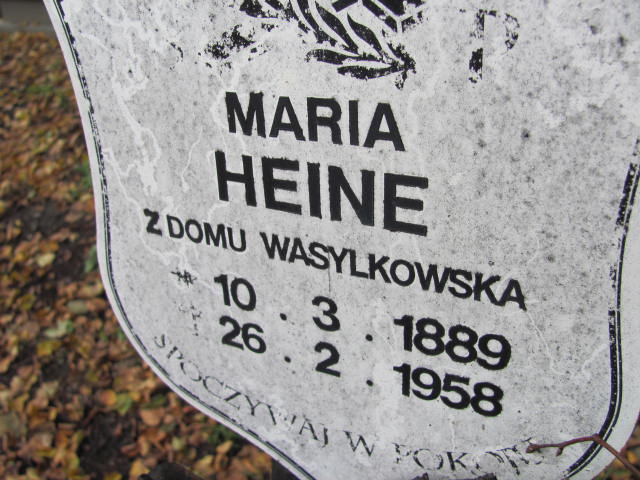 P
MARIA
HEINE
Z DOMU WASYLKOWSKA
* 10 . 3 . 1889
26 . 2 . 1958
SPOCZYWAJ W POKOJU